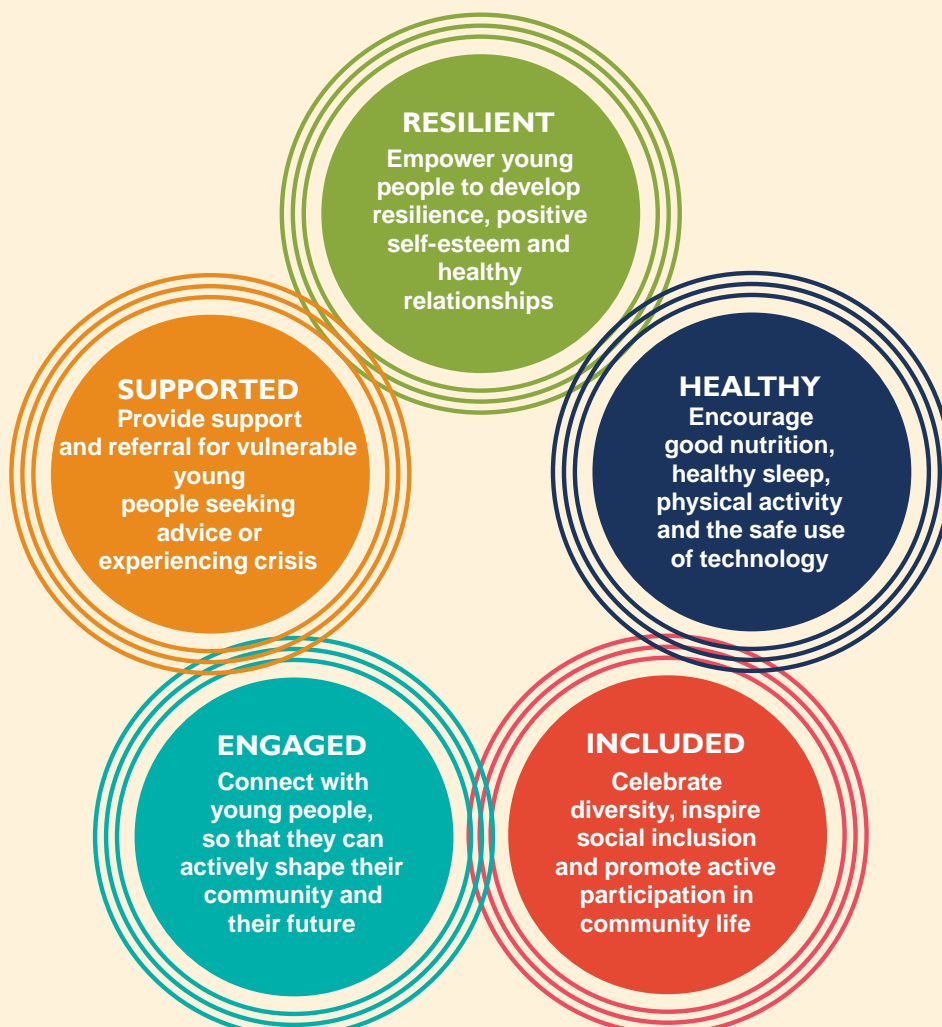 RESILIENT
Empower young
people to develop
resilience, positive
self-esteem and
healthy
relationships
SUPPORTED
Provide support
and referral for vulnerable
young
people seeking
advice or
experiencing crisis
HEALTHY
Encourage
good nutrition,
healthy sleep,
physical activity
and the safe use
of technology
ENGAGED
Connect with
young people,
so that they can
actively shape their
community and
their future
INCLUDED
Celebrate
diversity, inspire
social inclusion
and promote active
participation in
community life